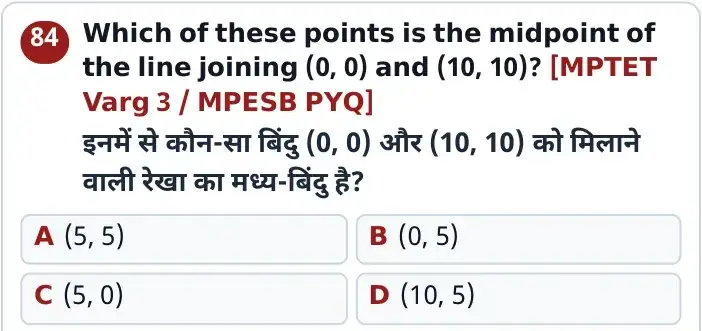 84 Which of these points is the midpoint of
the line joining (0, 0) and (10, 10)? [MPTET
Varg 3 / MPESB PYQ]
इनमें से कौन-सा बिंदु (0, 0) और (10, 10) को मिलाने
वाली रेखा का मध्य-बिंदु है?
A (5, 5)
B (0, 5)
C (5, 0)
D (10, 5)